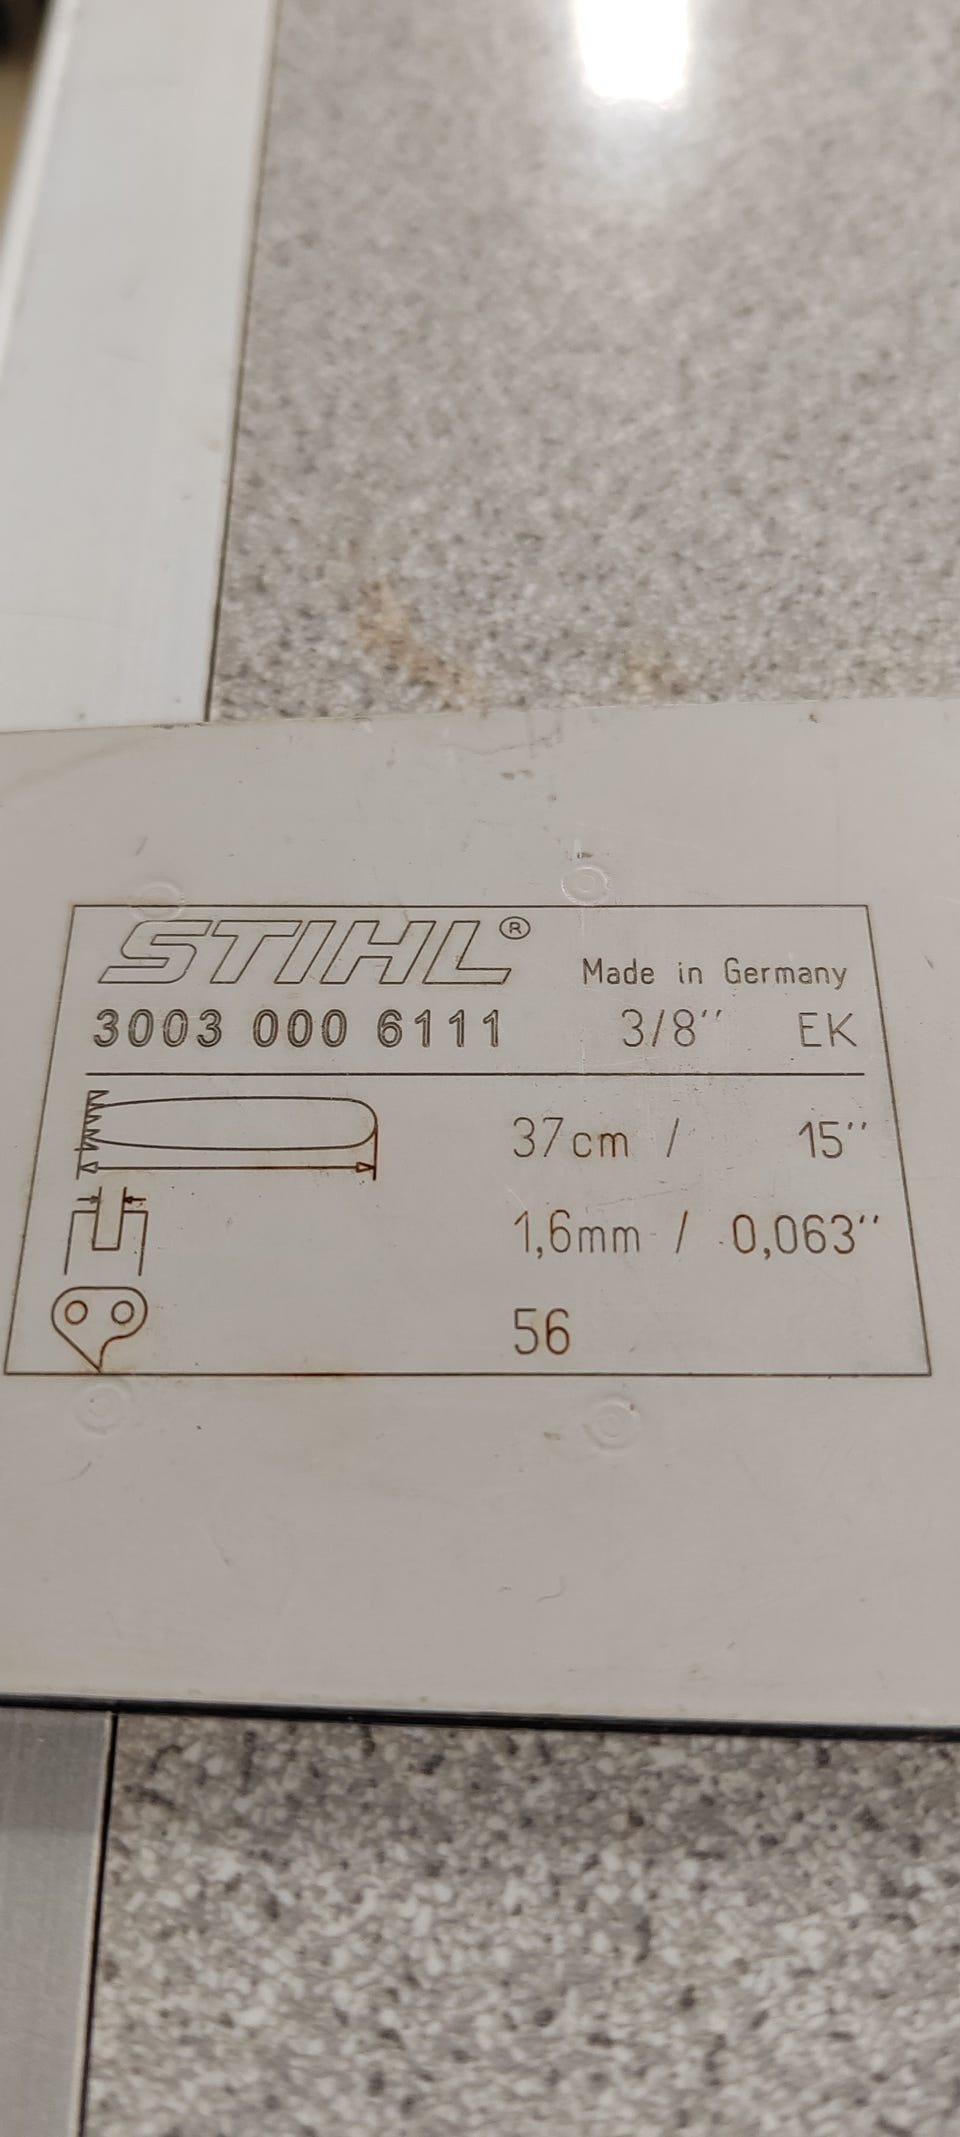 STIHL®
Made in Germany
3003 000 6111 3/8'' EK
37cm / 15''
1,6mm / 0,063''
56